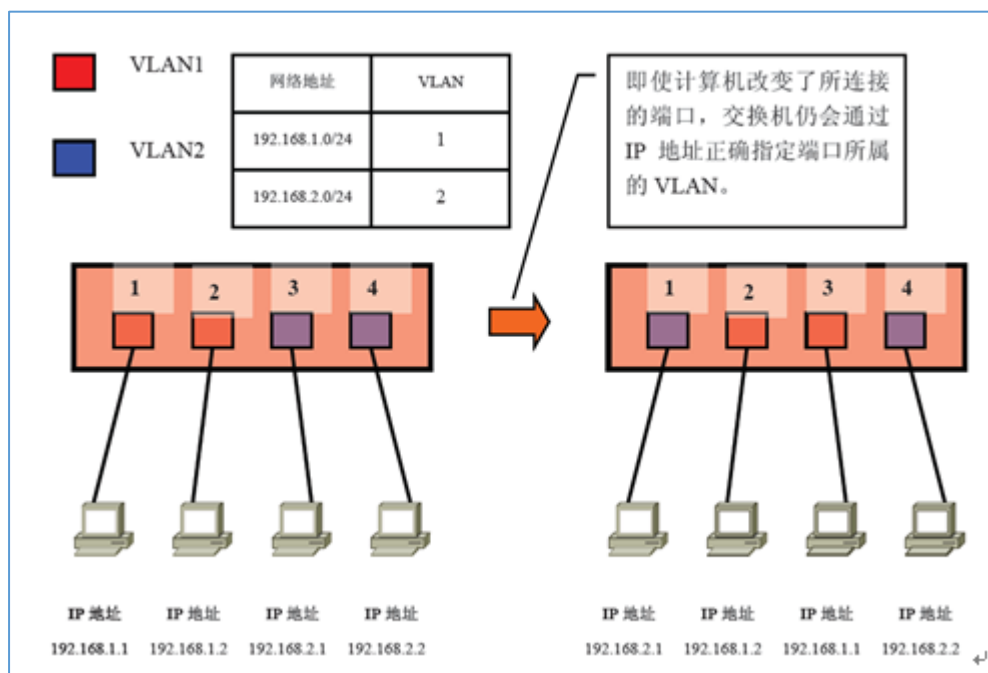 VLAN1
VLAN2
网络地址 VLAN
192.168.1.0/24 1
192.168.2.0/24 2
即使计算机改变了所连接
的端口，交换机仍会通过
IP 地址正确指定端口所属
的 VLAN。
1 2 3 4
1 2 3 4
IP 地址 IP 地址 IP 地址 IP 地址
192.168.1.1 192.168.1.2 192.168.2.1 192.168.2.2
IP 地址 IP 地址 IP 地址 IP 地址
192.168.2.1 192.168.1.2 192.168.1.1 192.168.2.2